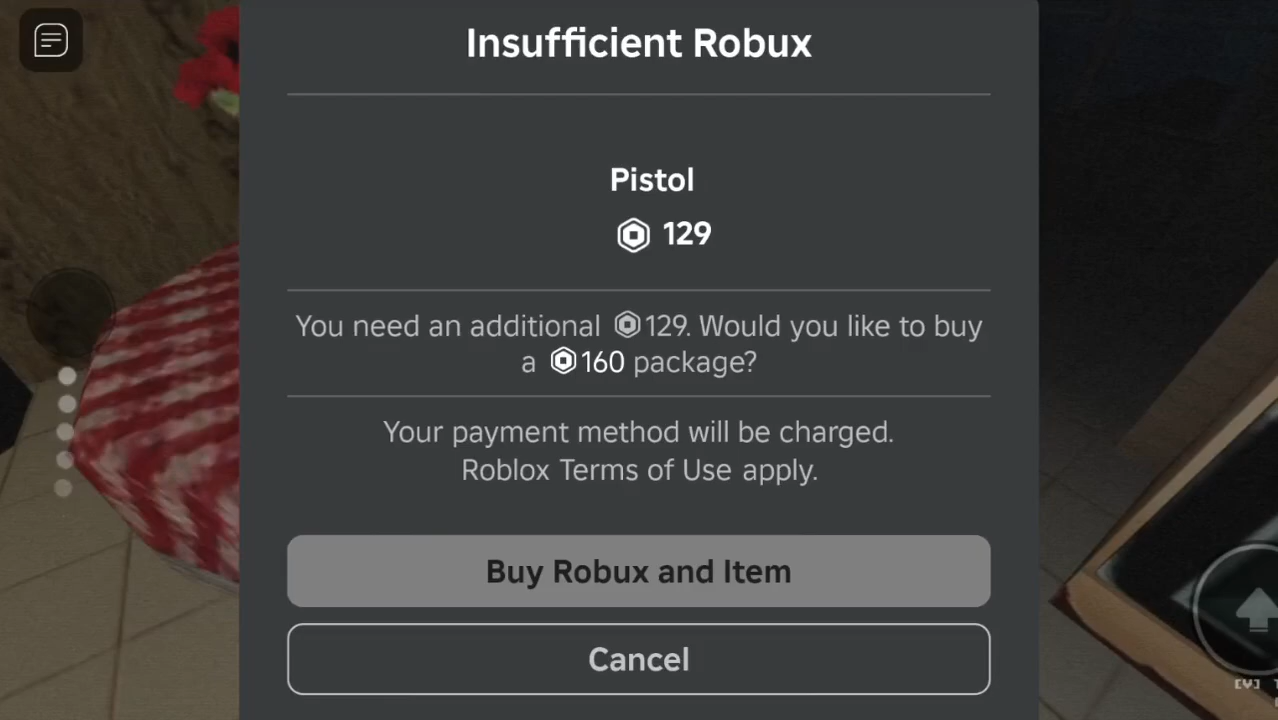 Insufficient Robux
Pistol
129
You need an additional 129. Would you like to buy
a 160 package?
Your payment method will be charged.
Roblox Terms of Use apply.
Buy Robux and Item
Cancel